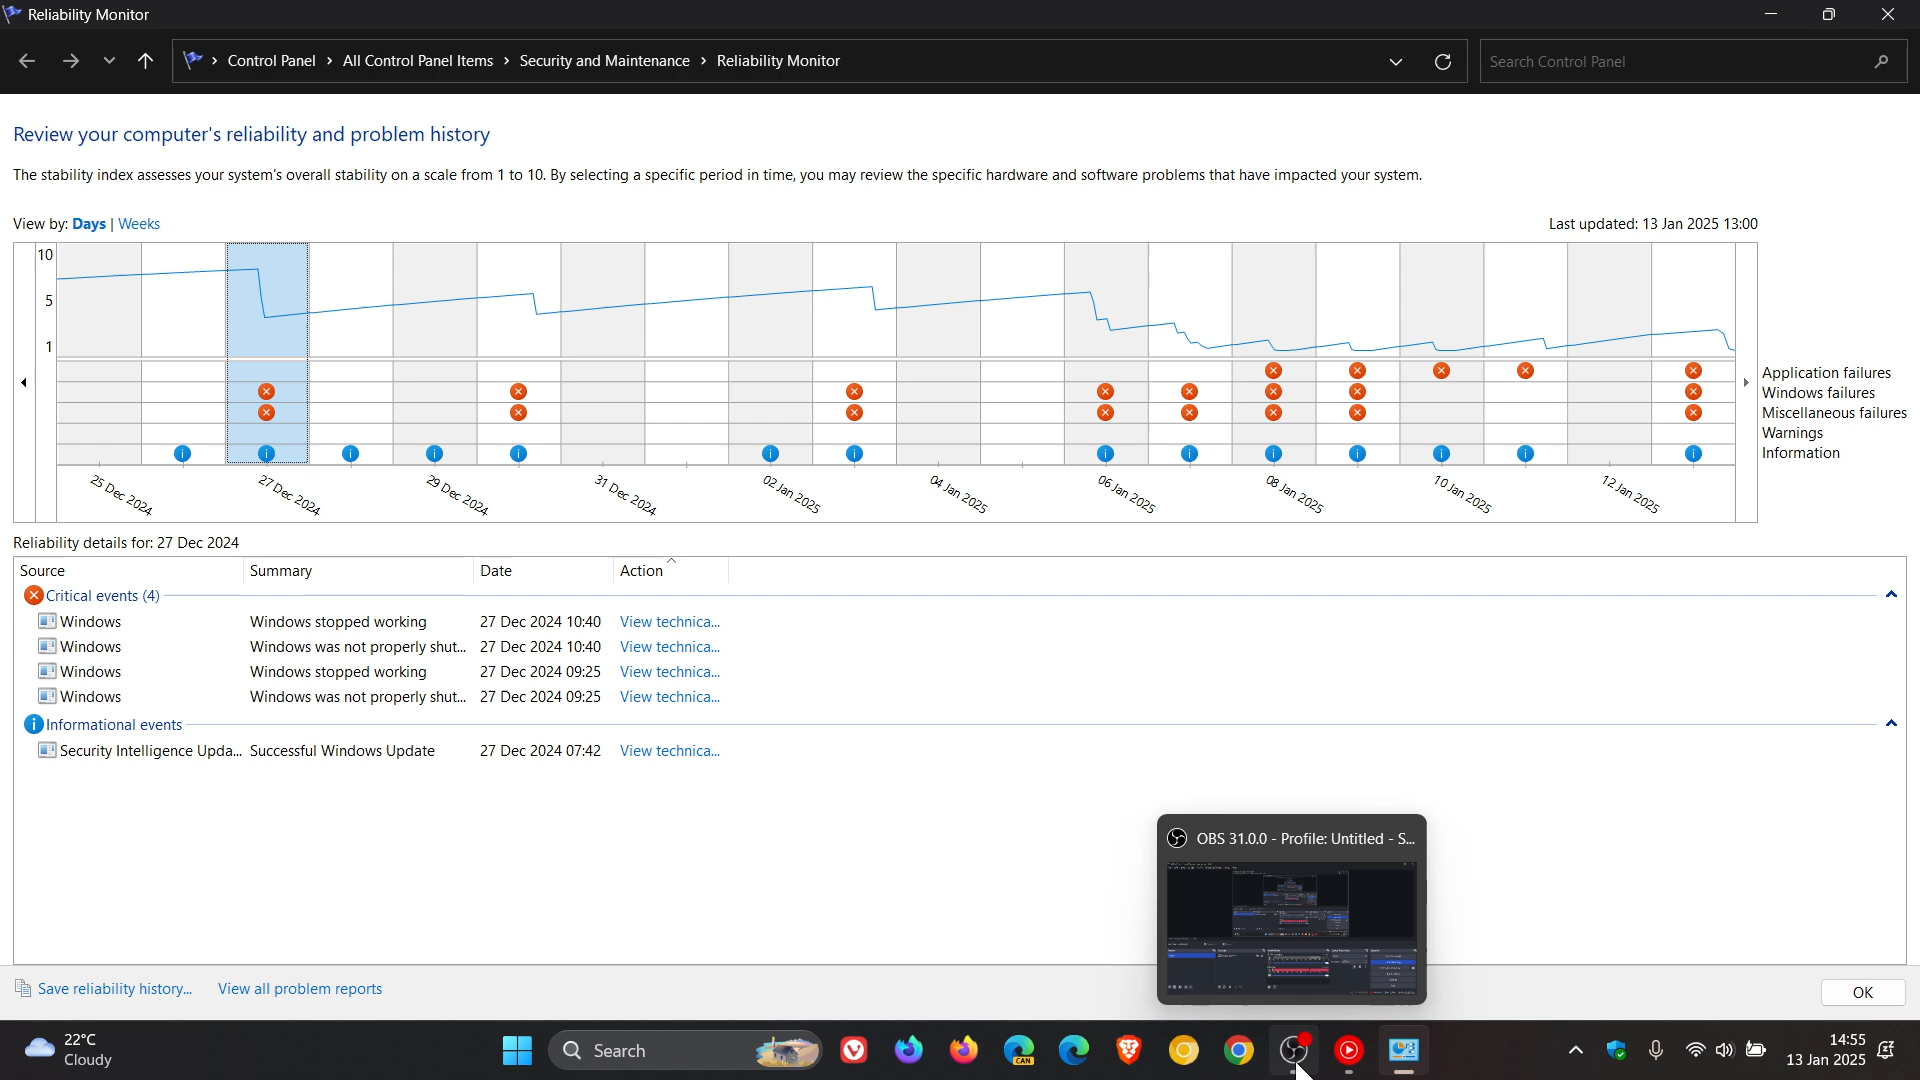 Reliability Monitor
Control Panel > All Control Panel Items > Security and Maintenance > Reliability Monitor
Search Control Panel
Review your computer's reliability and problem history
The stability index assesses your system's overall stability on a scale from 1 to 10. By selecting a specific period in time, you may review the specific hardware and software problems that have impacted your system.
View by: Days | Weeks
Last updated: 13 Jan 2025 13:00
10
5
1
Application failures
Windows failures
Miscellaneous failures
Warnings
Information
25 Dec 2024
27 Dec 2024
29 Dec 2024
31 Dec 2024
02 Jan 2025
04 Jan 2025
06 Jan 2025
08 Jan 2025
10 Jan 2025
12 Jan 2025
Reliability details for: 27 Dec 2024
Source Summary Date Action
Critical events (4)
Windows Windows stopped working 27 Dec 2024 10:40 View technica...
Windows Windows was not properly shut... 27 Dec 2024 10:40 View technica...
Windows Windows stopped working 27 Dec 2024 09:25 View technica...
Windows Windows was not properly shut... 27 Dec 2024 09:25 View technica...
Informational events
Security Intelligence Upda... Successful Windows Update 27 Dec 2024 07:42 View technica...
OBS 31.0.0 - Profile: Untitled - S...
Save reliability history... View all problem reports
OK
22°C
Cloudy
Search
CAN
14:55
13 Jan 2025